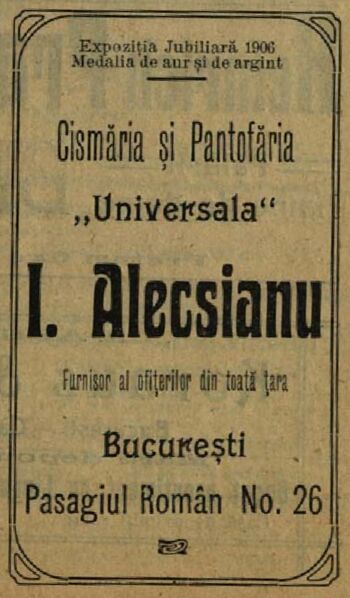 Expoziția Jubiliară 1906
Medalia de aur și de argint
Cismăria și Pantofăria
„Universala“
I. Alecsianu
Furnisor al ofițerilor din toată țara
București
Pasagiul Român No. 26